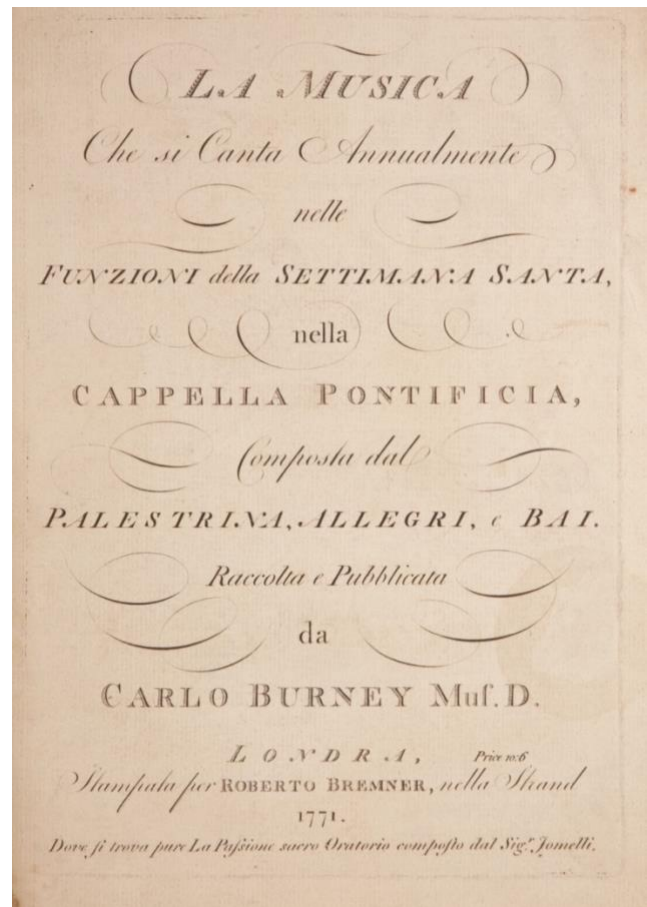 LA MUSICA
Che si Canta Annualmente
nelle
FUNZIONI della SETTIMANA SANTA,
nella
CAPPELLA PONTIFICIA,
Composta dal
PALESTRINA, ALLEGRI, e BAI.
Raccolta e Pubblicata
da
CARLO BURNEY Muſ. D.
LONDRA, Price 10:6
Stampata per ROBERTO BREMNER, nella Strand
1771.
Dove ſi trova pure La Paſsione sacro Oratorio compoſto dal Sigr. Jomelli.